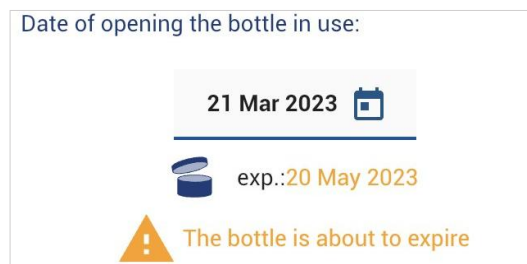 Date of opening the bottle in use:
21 Mar 2023
exp.:20 May 2023
The bottle is about to expire